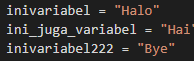 inivariabel = "Halo"
ini_juga_variabel = "Hai"
inivariabel222 = "Bye"